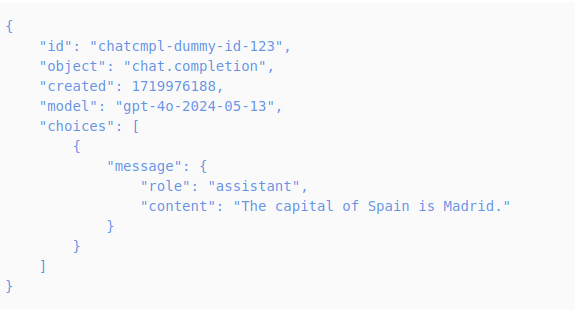 {
    "id": "chatcmpl-dummy-id-123",
    "object": "chat.completion",
    "created": 1719976188,
    "model": "gpt-4o-2024-05-13",
    "choices": [
        {
            "message": {
                "role": "assistant",
                "content": "The capital of Spain is Madrid."
            }
        }
    ]
}